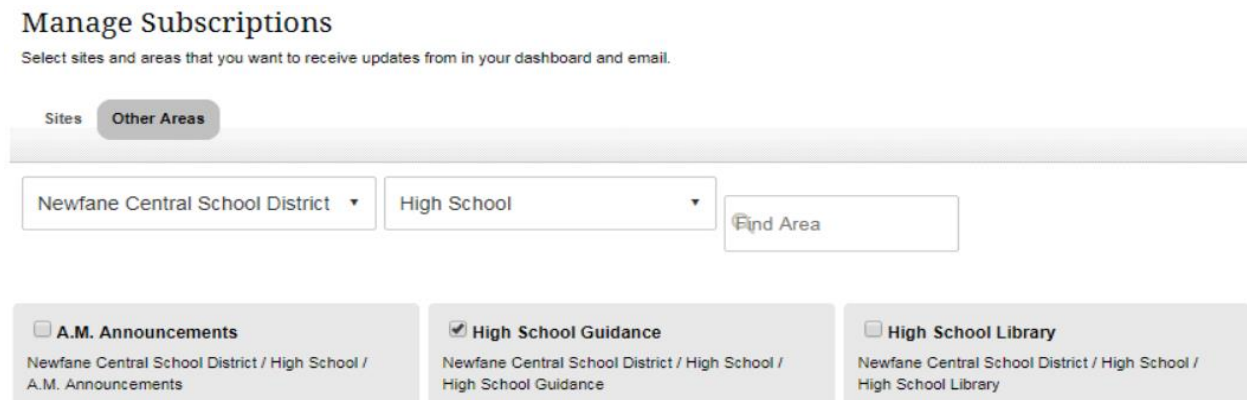 Manage Subscriptions
Select sites and areas that you want to receive updates from in your dashboard and email.
Sites Other Areas
Newfane Central School District High School Find Area
A.M. Announcements High School Guidance High School Library
Newfane Central School District / High School / Newfane Central School District / High School / Newfane Central School District / High School /
A.M. Announcements High School Guidance High School Library